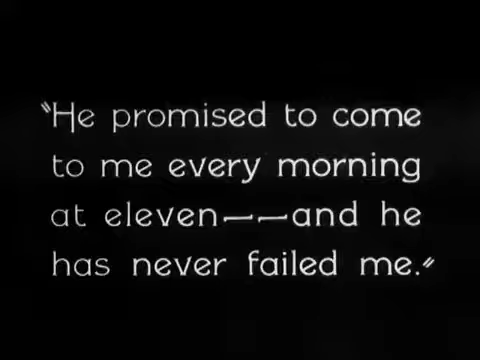 "He promised to come
to me every morning
at eleven——and he
has never failed me."